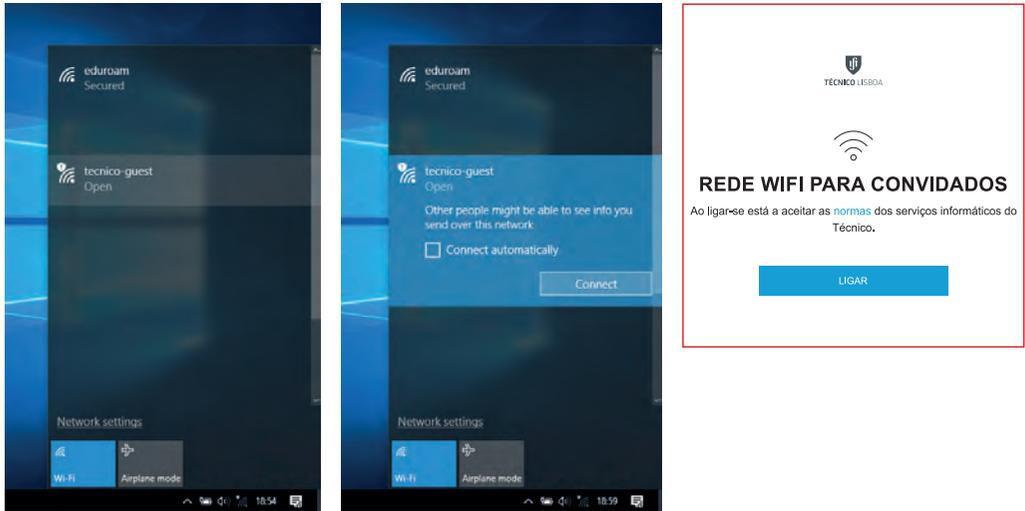 eduroam
Secured
tecnico-guest
Open
Network settings
Wi-Fi
Airplane mode
18:54
eduroam
Secured
tecnico-guest
Open
Other people might be able to see info you
send over this network
Connect automatically
Connect
Network settings
Wi-Fi
Airplane mode
18:59
TÉCNICO LISBOA
REDE WIFI PARA CONVIDADOS
Ao ligar-se está a aceitar as normas dos serviços informáticos do
Técnico.
LIGAR